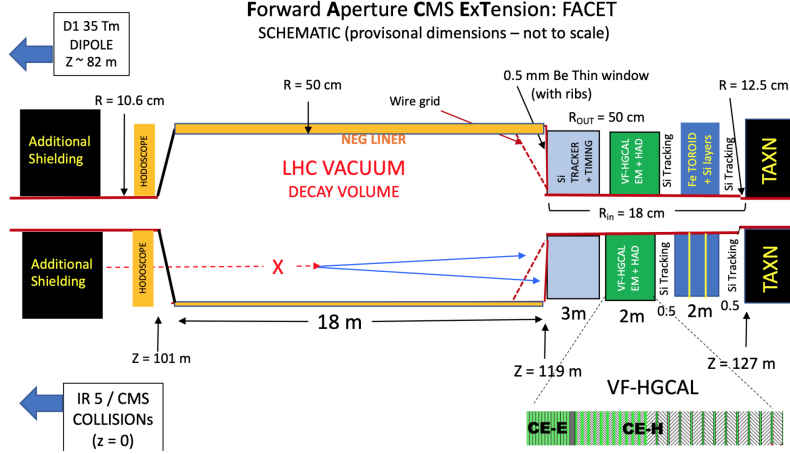 Forward Aperture CMS ExTension: FACET
SCHEMATIC (provisonal dimensions – not to scale)
D1 35 Tm
DIPOLE
Z ~ 82 m
R = 10.6 cm
R = 50 cm
Wire grid
0.5 mm Be Thin window
(with ribs)
R = 12.5 cm
ROUT = 50 cm
Additional
Shielding
HODOSCOPE
NEG LINER
LHC VACUUM
DECAY VOLUME
Si
TRACKER
+ TIMING
VF-HGCAL
EM + HAD
Si Tracking
Fe TOROID
+ Si layers
Si Tracking
TAXN
Rin = 18 cm
Additional
Shielding
HODOSCOPE
X
VF-HGCAL
EM + HAD
Si Tracking
Si Tracking
TAXN
18 m
3m
2m
0.5
2m
0.5
Z = 101 m
Z = 119 m
Z = 127 m
IR 5 / CMS
COLLISIONs
(z = 0)
VF-HGCAL
CE-E
CE-H